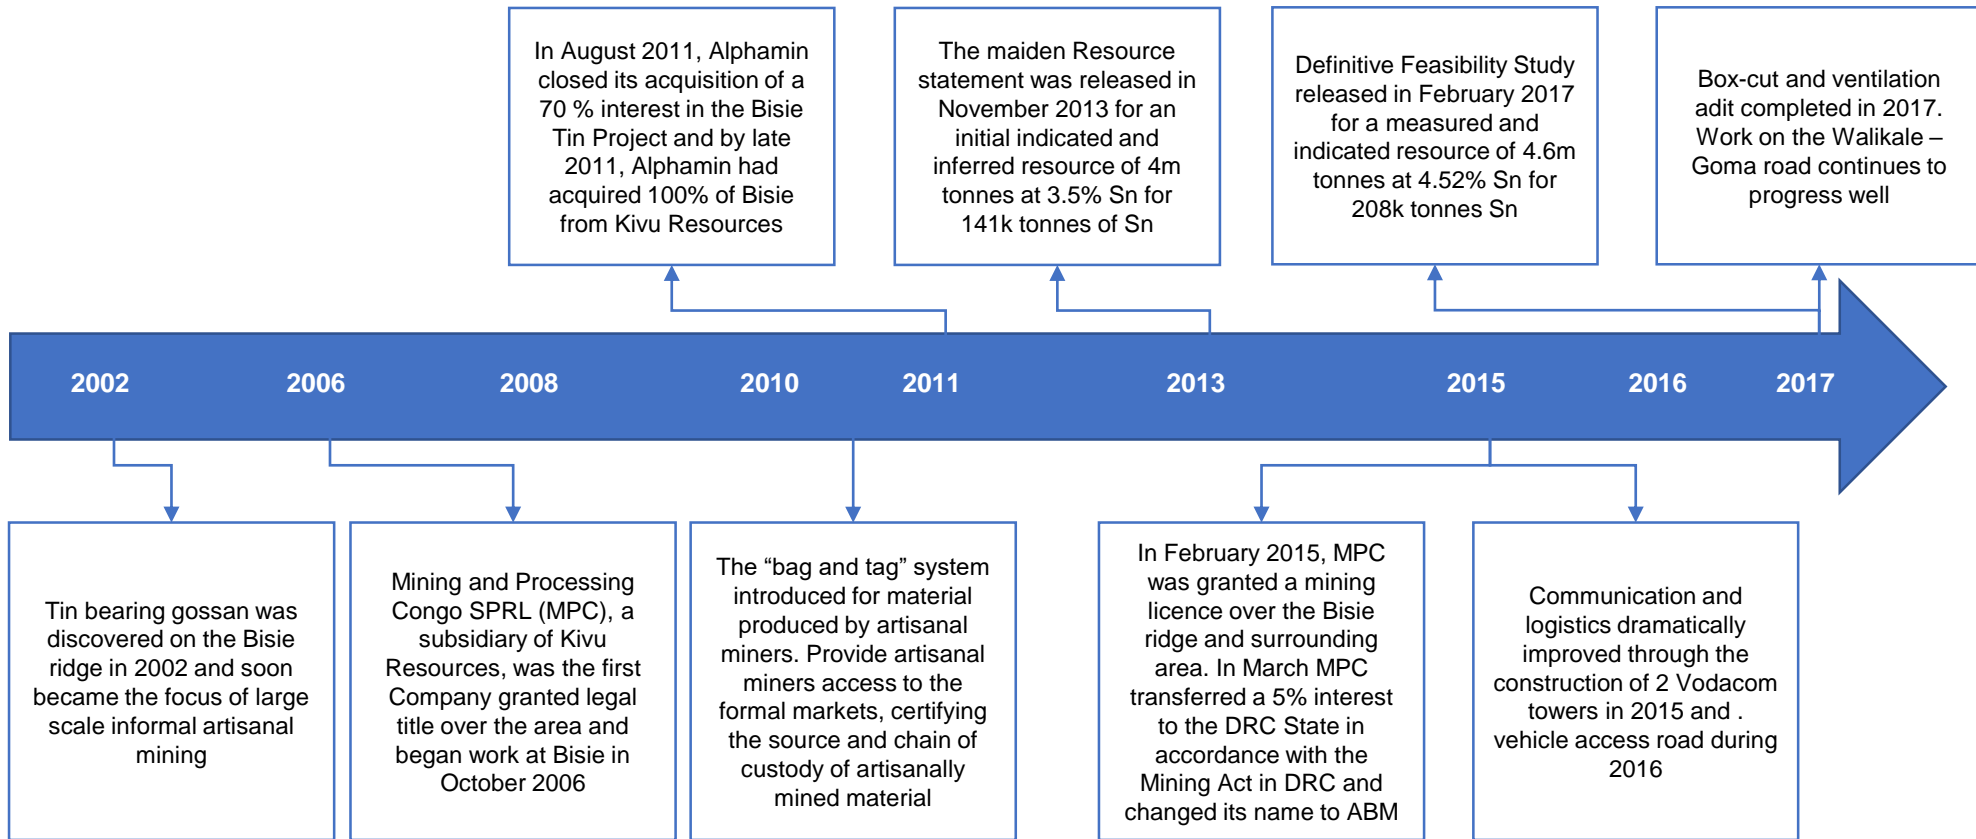 In August 2011, Alphamin
closed its acquisition of a
70 % interest in the Bisie
Tin Project and by late
2011, Alphamin had
acquired 100% of Bisie
from Kivu Resources
The maiden Resource
statement was released in
November 2013 for an
initial indicated and
inferred resource of 4m
tonnes at 3.5% Sn for
141k tonnes of Sn
Definitive Feasibility Study
released in February 2017
for a measured and
indicated resource of 4.6m
tonnes at 4.52% Sn for
208k tonnes Sn
Box-cut and ventilation
adit completed in 2017.
Work on the Walikale –
Goma road continues to
progress well
2002 2006 2008 2010 2011 2013 2015 2016 2017
Tin bearing gossan was
discovered on the Bisie
ridge in 2002 and soon
became the focus of large
scale informal artisanal
mining
Mining and Processing
Congo SPRL (MPC), a
subsidiary of Kivu
Resources, was the first
Company granted legal
title over the area and
began work at Bisie in
October 2006
The “bag and tag” system
introduced for material
produced by artisanal
miners. Provide artisanal
miners access to the
formal markets, certifying
the source and chain of
custody of artisanally
mined material
In February 2015, MPC
was granted a mining
licence over the Bisie
ridge and surrounding
area. In March MPC
transferred a 5% interest
to the DRC State in
accordance with the
Mining Act in DRC and
changed its name to ABM
Communication and
logistics dramatically
improved through the
construction of 2 Vodacom
towers in 2015 and .
vehicle access road during
2016